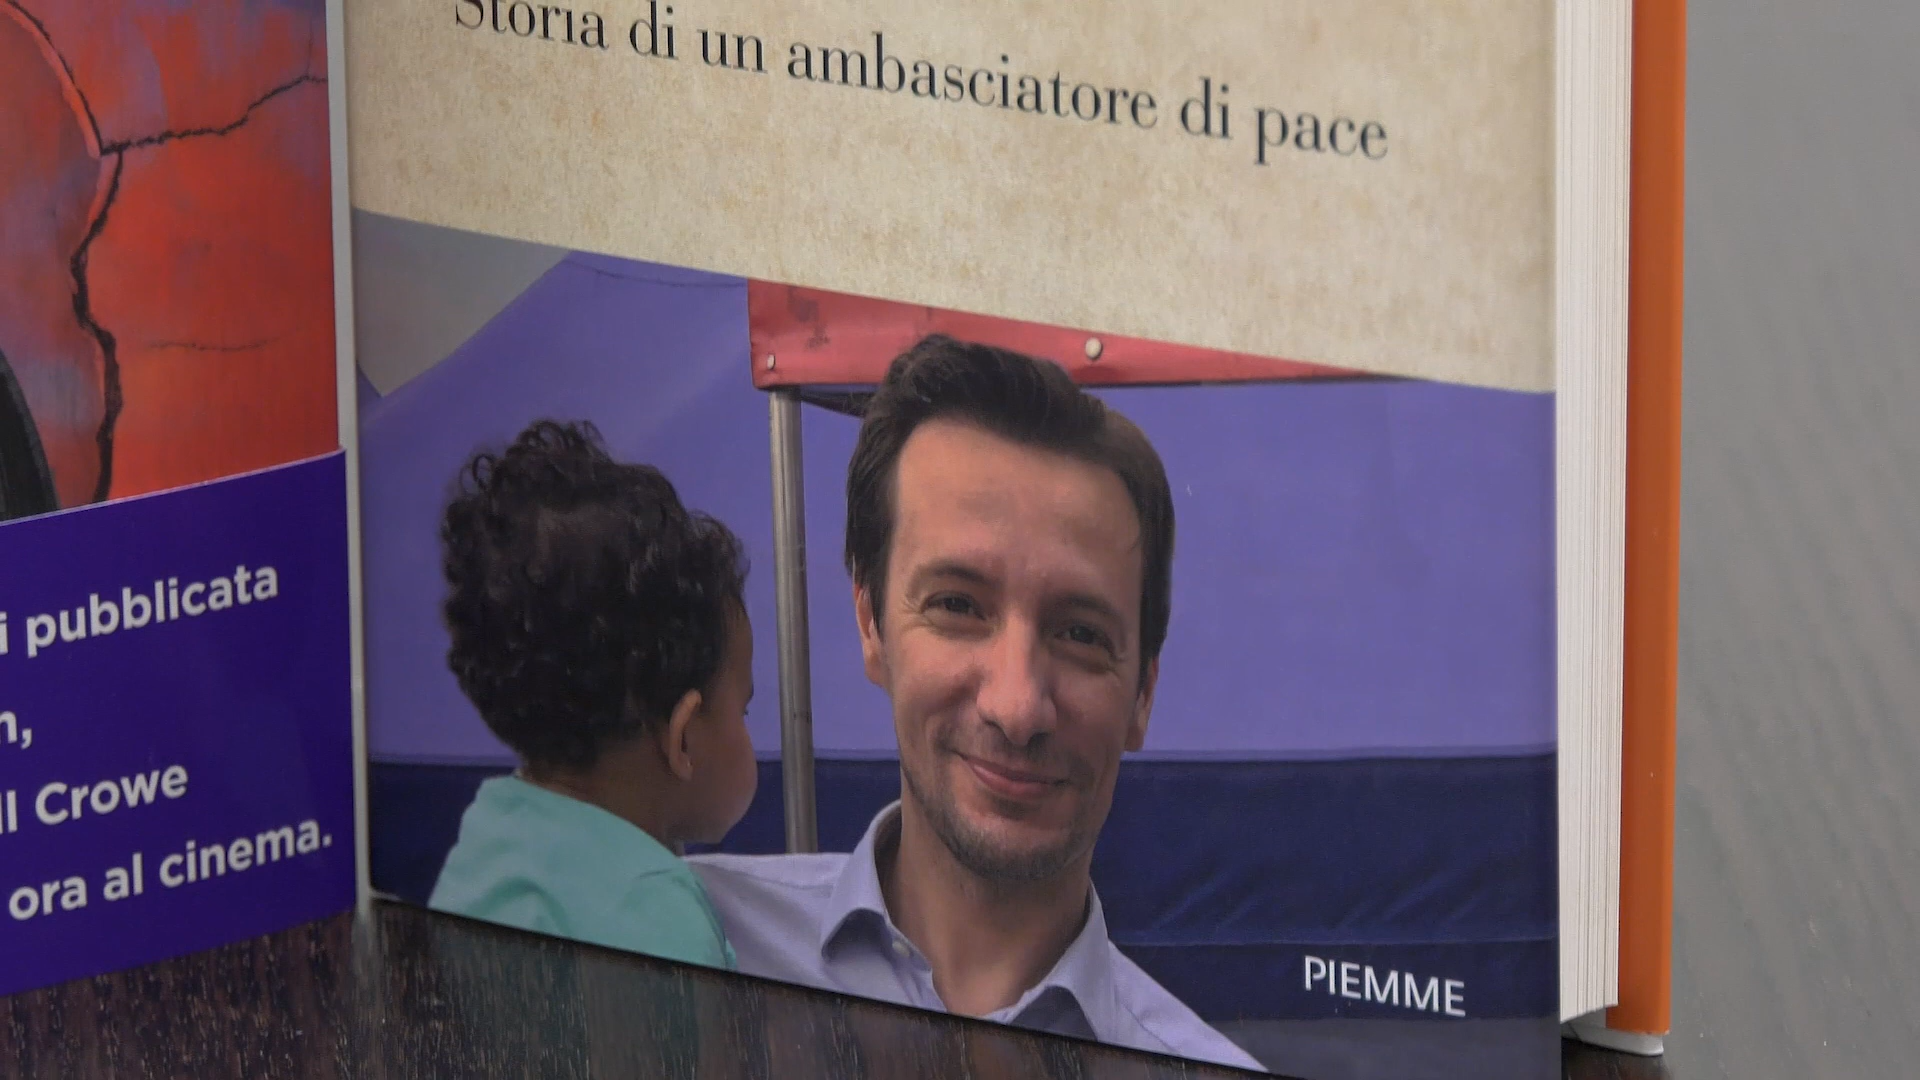 Storia di un ambasciatore di pace
i pubblicata
n,
ll Crowe
ora al cinema.
PIEMME